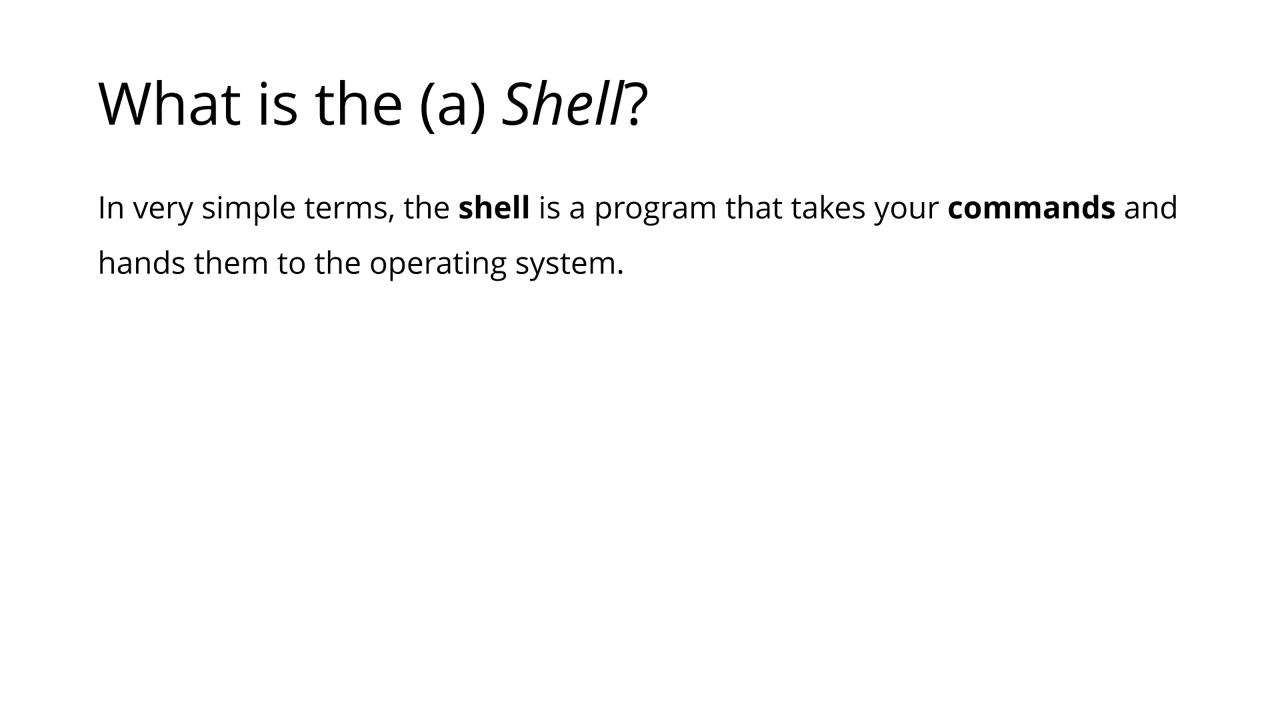 What is the (a) Shell?
In very simple terms, the shell is a program that takes your commands and
hands them to the operating system.